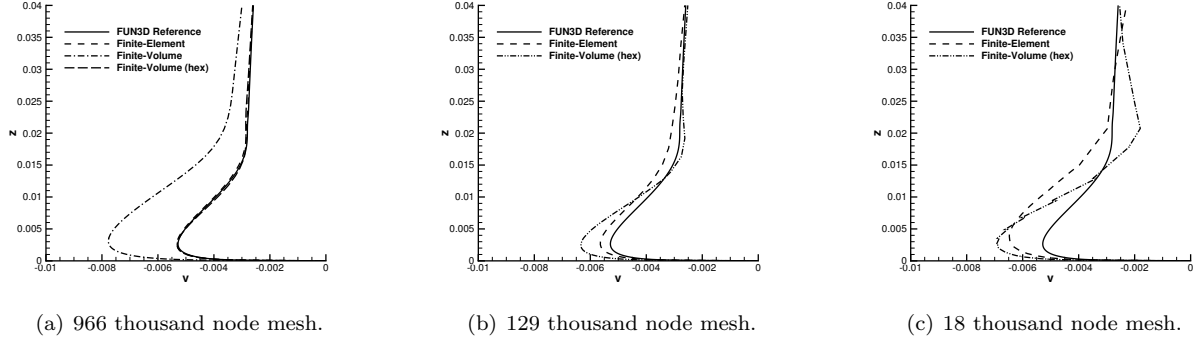 0.04
0.035
0.03
0.025
0.02
0.015
0.01
0.005
0
z
FUN3D Reference
Finite-Element
Finite-Volume
Finite-Volume (hex)
-0.01 -0.008 -0.006 -0.004 -0.002 0
v
(a) 966 thousand node mesh.
0.04
0.035
0.03
0.025
0.02
0.015
0.01
0.005
0
z
FUN3D Reference
Finite-Element
Finite-Volume (hex)
-0.01 -0.008 -0.006 -0.004 -0.002 0
v
(b) 129 thousand node mesh.
0.04
0.035
0.03
0.025
0.02
0.015
0.01
0.005
0
z
FUN3D Reference
Finite-Element
Finite-Volume (hex)
-0.01 -0.008 -0.006 -0.004 -0.002 0
v
(c) 18 thousand node mesh.